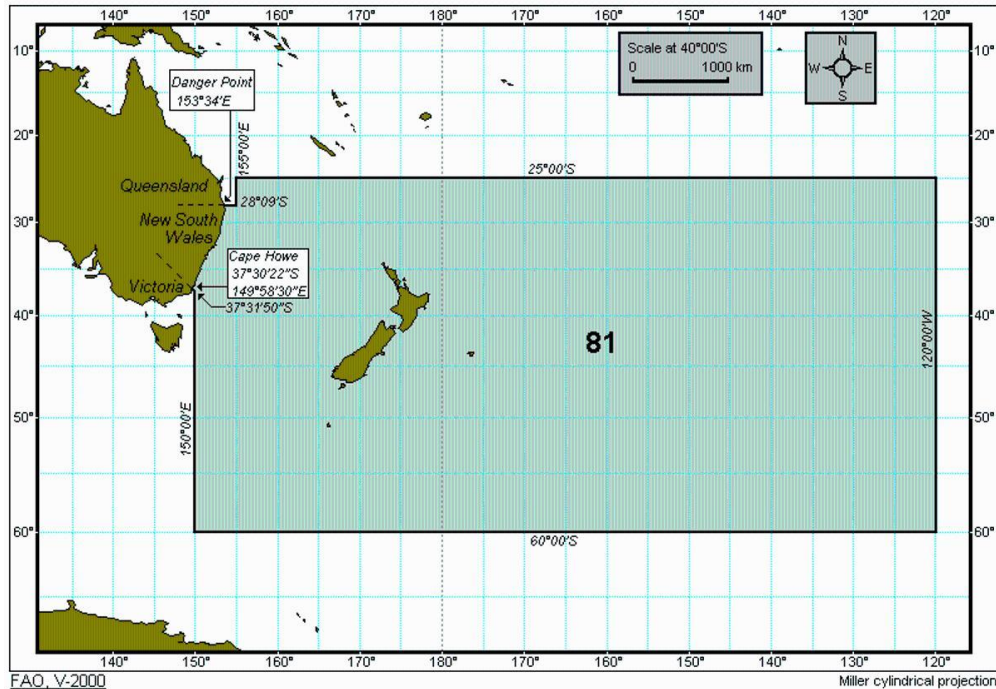 140° 150° 160° 170° 180° 170° 160° 150° 140° 130° 120°
10° 10°
Scale at 40°00'S
0 1000 km
N
W E
S
Danger Point
153°34'E
155°00'E
20° 20°
25°00'S
Queensland
28°09'S
New South
Wales
30° 30°
Cape Howe
37°30'22"S
149°58'30"E
Victoria
37°31'50"S
40° 40°
81
120°00'W
150°00'E
50° 50°
60° 60°
60°00'S
140° 150° 160° 170° 180° 170° 160° 150° 140° 130° 120°
FAO, V-2000 Miller cylindrical projection